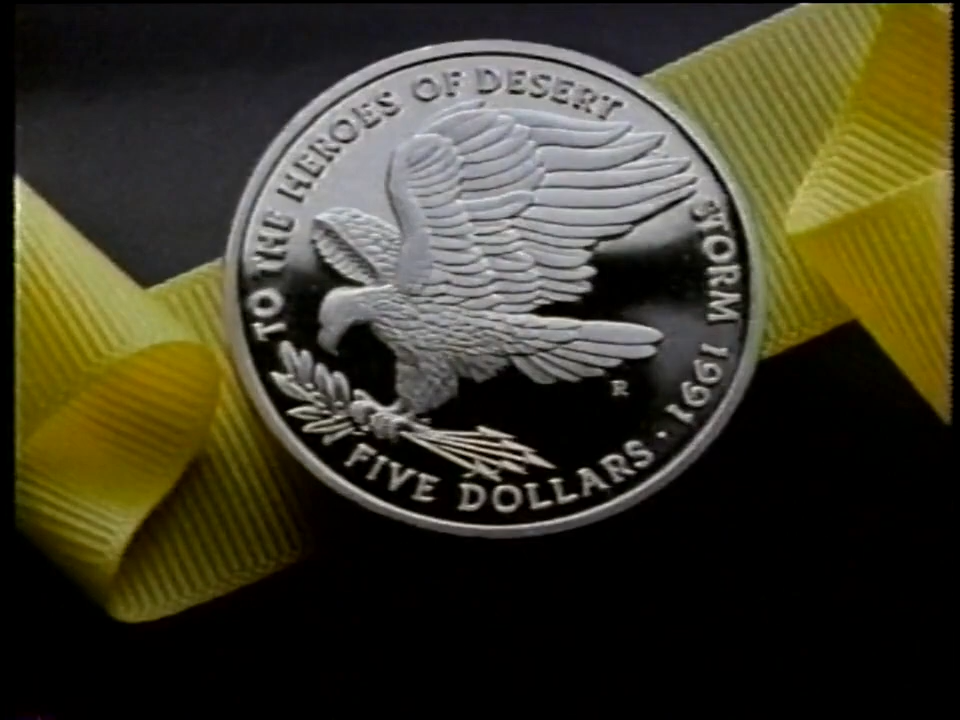 TO THE HEROES OF DESERT STORM 1991 ·
FIVE DOLLARS
R